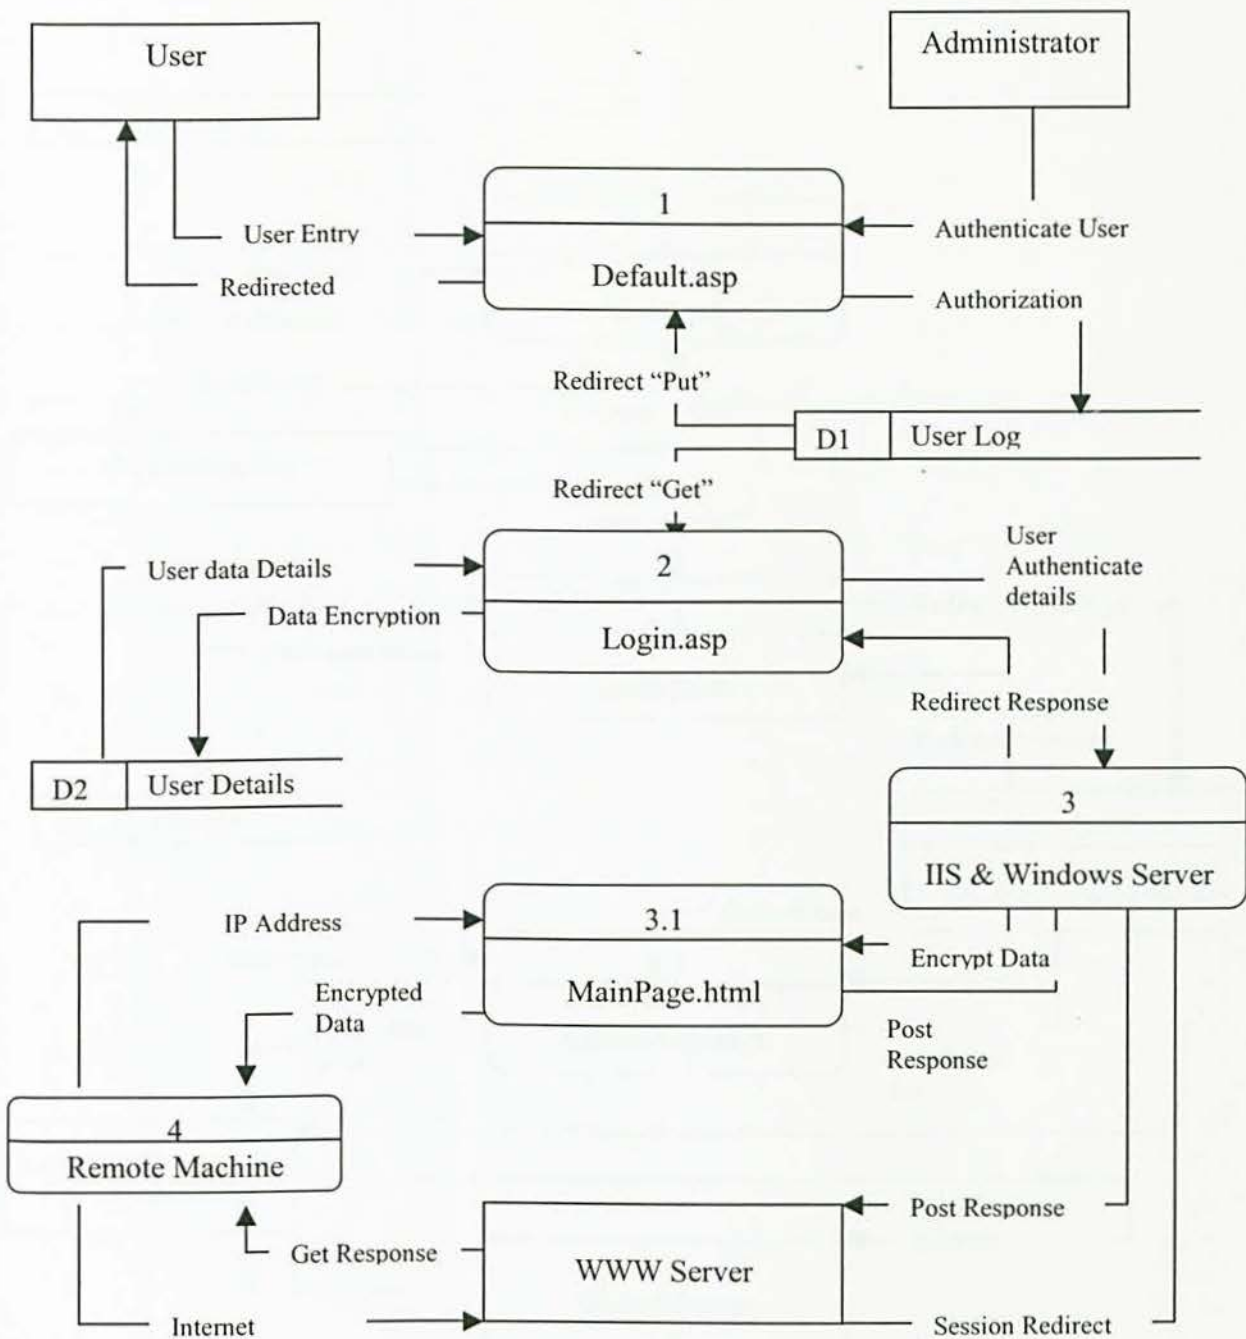 User
Administrator
1
User Entry
Authenticate User
Default.asp
Redirected
Authorization
Redirect “Put”
D1
User Log
Redirect “Get”
User
Authenticate
details
2
User data Details
Data Encryption
Login.asp
Redirect Response
D2
User Details
3
IIS & Windows Server
IP Address
3.1
Encrypt Data
MainPage.html
Encrypted
Data
Post
Response
4
Remote Machine
Post Response
Get Response
WWW Server
Internet
Session Redirect